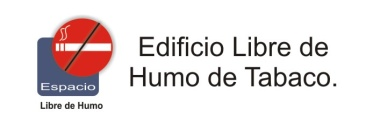 Espacio
Libre de Humo
Edificio Libre de
Humo de Tabaco.